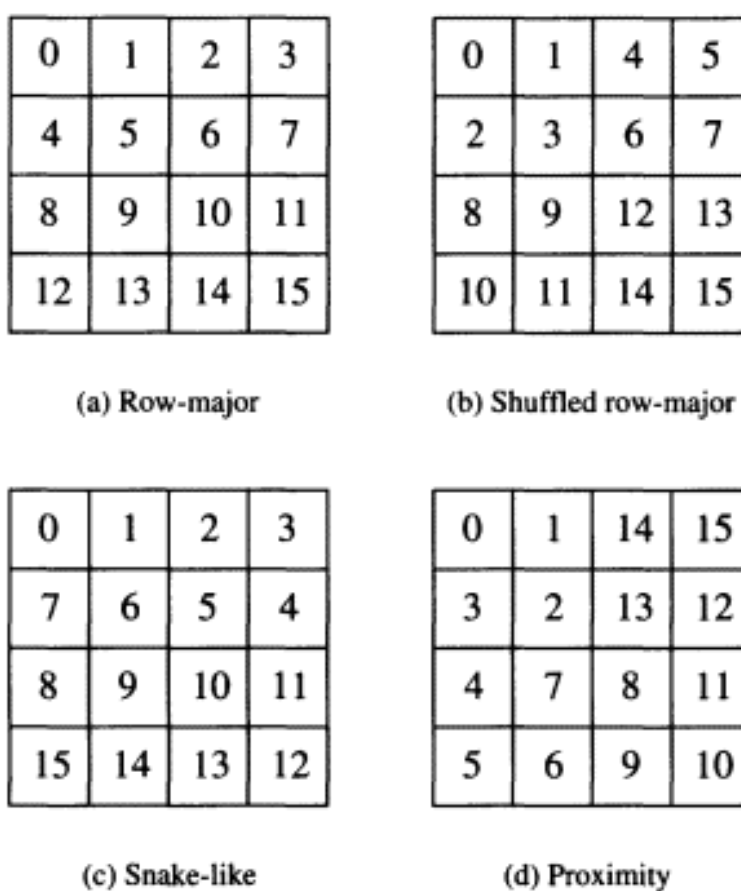 0 1 2 3
4 5 6 7
8 9 10 11
12 13 14 15
(a) Row-major
0 1 4 5
2 3 6 7
8 9 12 13
10 11 14 15
(b) Shuffled row-major
0 1 2 3
7 6 5 4
8 9 10 11
15 14 13 12
(c) Snake-like
0 1 14 15
3 2 13 12
4 7 8 11
5 6 9 10
(d) Proximity